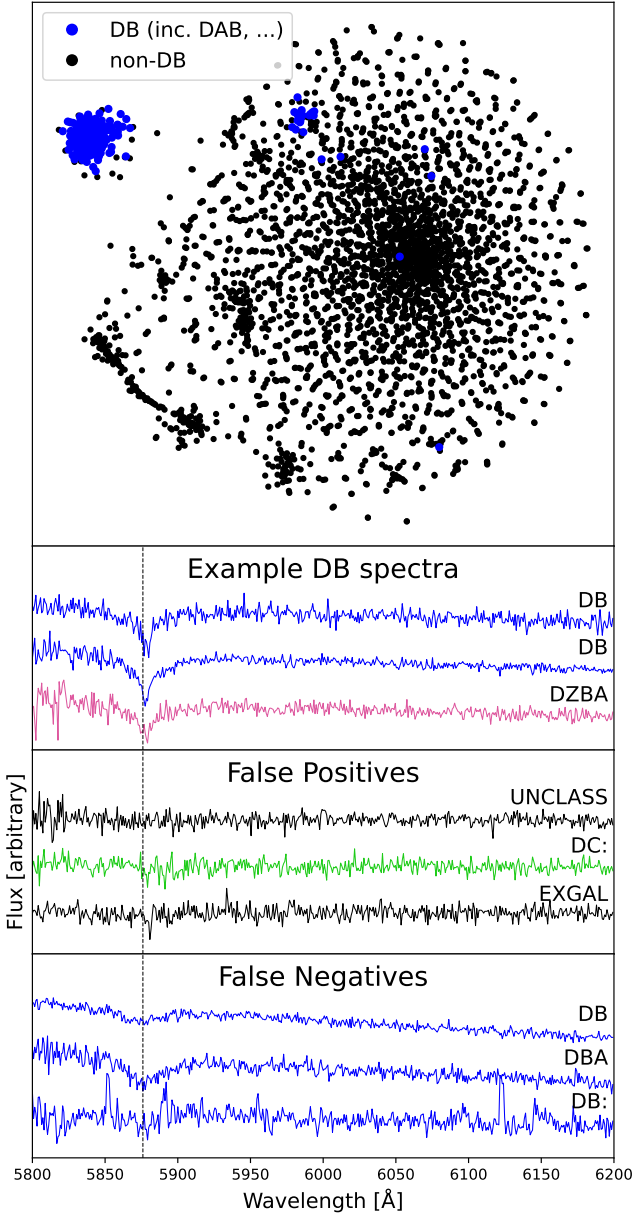 DB (inc. DAB, ...)
non-DB
Example DB spectra
DB
DB
DZBA
False Positives
UNCLASS
DC:
EXGAL
Flux [arbitrary]
False Negatives
DB
DBA
DB:
5800 5850 5900 5950 6000 6050 6100 6150 6200
Wavelength [Å]